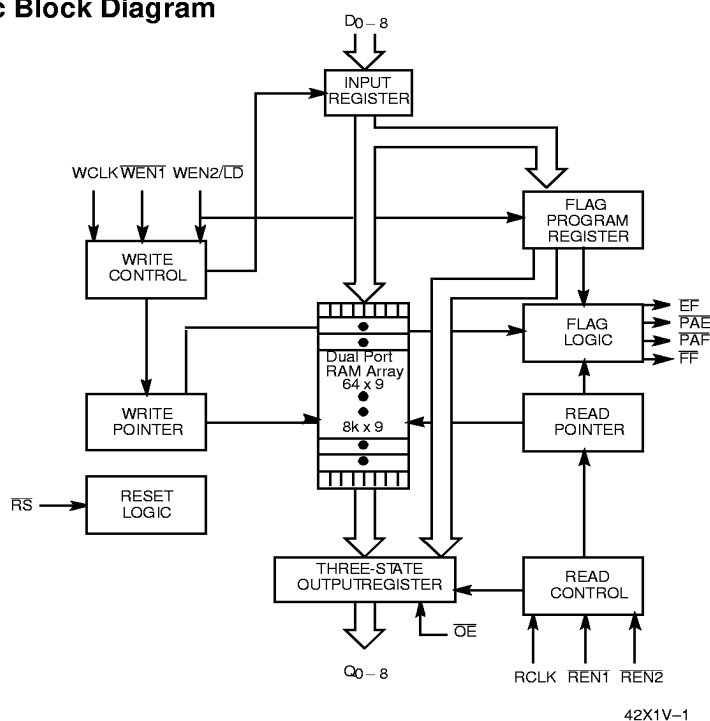 c Block Diagram
D0 – 8
INPUT
REGISTER
WCLK WEN1 WEN2/LD
FLAG
PROGRAM
REGISTER
WRITE
CONTROL
EF
PAE
PAF
FF
FLAG
LOGIC
Dual Port
RAM Array
64 x 9
8k x 9
WRITE
POINTER
READ
POINTER
RS
RESET
LOGIC
THREE-STATE
OUTPUTREGISTER
READ
CONTROL
OE
Q0 – 8
RCLK REN1 REN2
42X1V–1